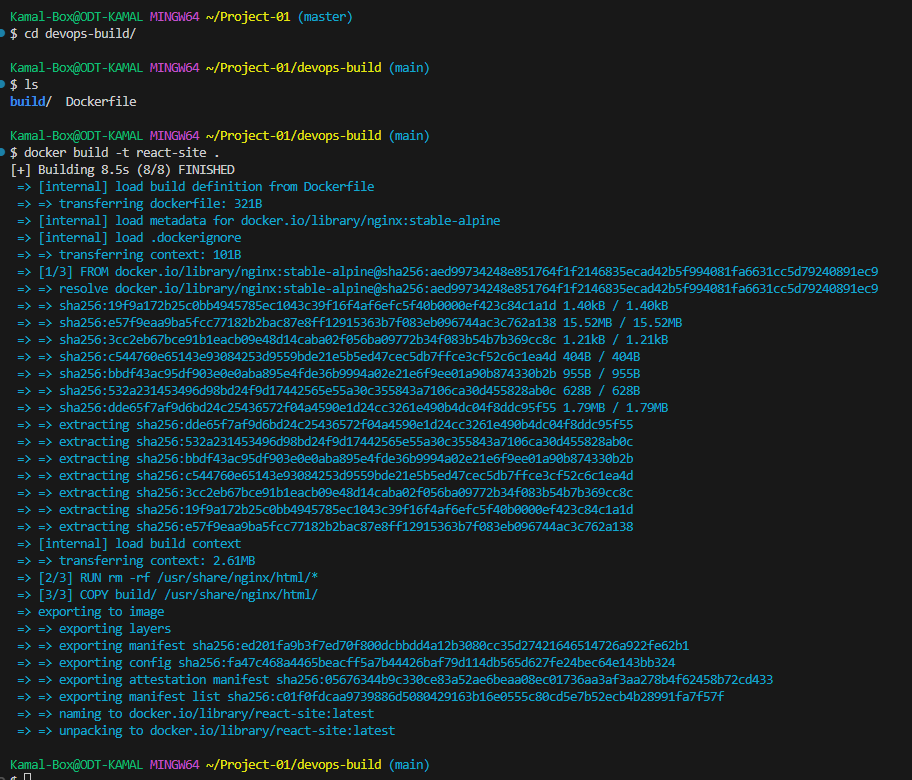 Kamal-Box@ODT-KAMAL MINGW64 ~/Project-01 (master)
$ cd devops-build/
Kamal-Box@ODT-KAMAL MINGW64 ~/Project-01/devops-build (main)
$ ls
build/  Dockerfile
Kamal-Box@ODT-KAMAL MINGW64 ~/Project-01/devops-build (main)
$ docker build -t react-site .
[+] Building 8.5s (8/8) FINISHED
=> [internal] load build definition from Dockerfile
=> => transferring dockerfile: 321B
=> [internal] load metadata for docker.io/library/nginx:stable-alpine
=> [internal] load .dockerignore
=> => transferring context: 101B
=> [1/3] FROM docker.io/library/nginx:stable-alpine@sha256:aed99734248e851764f1f2146835ecad42b5f994081fa6631cc5d79240891ec9
=> => resolve docker.io/library/nginx:stable-alpine@sha256:aed99734248e851764f1f2146835ecad42b5f994081fa6631cc5d79240891ec9
=> => sha256:19f9a172b25c0bb4945785ec1043c39f16f4af6efc5f40b0000ef423c84c1a1d 1.40kB / 1.40kB
=> => sha256:e57f9eaa9ba5fcc77182b2bac87e8ff12915363b7f083eb096744ac3c762a138 15.52MB / 15.52MB
=> => sha256:3cc2eb67bce91b1eacb09e48d14caba02f056ba09772b34f083b54b7b369cc8c 1.21kB / 1.21kB
=> => sha256:c544760e65143e93084253d9559bde21e5b5ed47cec5db7ffce3cf52c6c1ea4d 404B / 404B
=> => sha256:bbdf43ac95df903e0e0aba895e4fde36b9994a02e21e6f9ee01a90b874330b2b 955B / 955B
=> => sha256:532a231453496d98bd24f9d17442565e55a30c355843a7106ca30d455828ab0c 628B / 628B
=> => sha256:dde65f7af9d6bd24c25436572f04a4590e1d24cc3261e490b4dc04f8ddc95f55 1.79MB / 1.79MB
=> => extracting sha256:dde65f7af9d6bd24c25436572f04a4590e1d24cc3261e490b4dc04f8ddc95f55
=> => extracting sha256:532a231453496d98bd24f9d17442565e55a30c355843a7106ca30d455828ab0c
=> => extracting sha256:bbdf43ac95df903e0e0aba895e4fde36b9994a02e21e6f9ee01a90b874330b2b
=> => extracting sha256:c544760e65143e93084253d9559bde21e5b5ed47cec5db7ffce3cf52c6c1ea4d
=> => extracting sha256:3cc2eb67bce91b1eacb09e48d14caba02f056ba09772b34f083b54b7b369cc8c
=> => extracting sha256:19f9a172b25c0bb4945785ec1043c39f16f4af6efc5f40b0000ef423c84c1a1d
=> => extracting sha256:e57f9eaa9ba5fcc77182b2bac87e8ff12915363b7f083eb096744ac3c762a138
=> [internal] load build context
=> => transferring context: 2.61MB
=> [2/3] RUN rm -rf /usr/share/nginx/html/*
=> [3/3] COPY build/ /usr/share/nginx/html/
=> exporting to image
=> => exporting layers
=> => exporting manifest sha256:ed201fa9b3f7ed70f800dcbbdd4a12b3080cc35d27421646514726a922fe62b1
=> => exporting config sha256:fa47c468a4465beacff5a7b44426baf79d114db565d627fe24bec64e143bb324
=> => exporting attestation manifest sha256:05676344b9c330ce83a52ae6beaa08ec01736aa3af3aa278b4f62458b72cd433
=> => exporting manifest list sha256:c01f0fdcaa9739886d5080429163b16e0555c80cd5e7b52ecb4b28991fa7f57f
=> => naming to docker.io/library/react-site:latest
=> => unpacking to docker.io/library/react-site:latest
Kamal-Box@ODT-KAMAL MINGW64 ~/Project-01/devops-build (main)
$